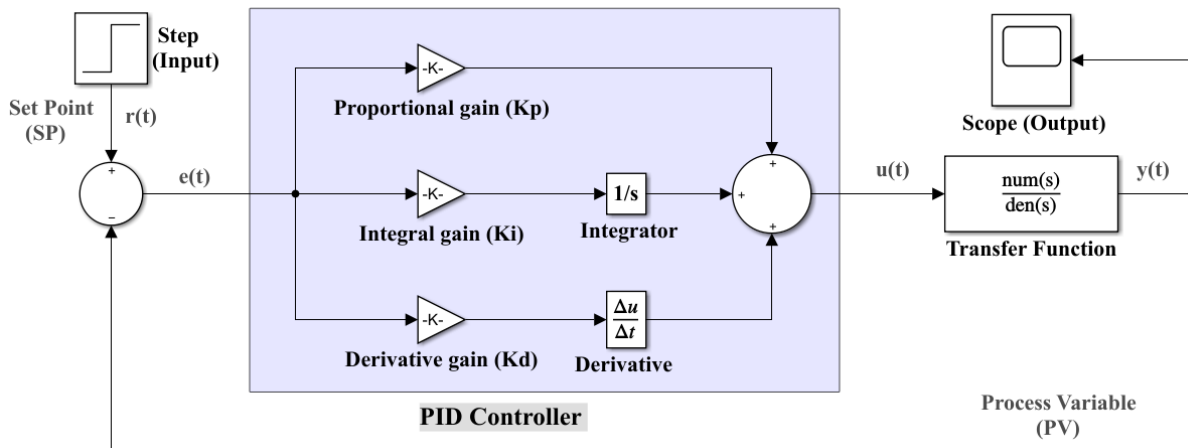 Step
(Input)
Set Point
(SP)
r(t)
+
−
e(t)
-K-
Proportional gain (Kp)
-K-
Integral gain (Ki)
1/s
Integrator
-K-
Derivative gain (Kd)
Δu
Δt
Derivative
+
+
+
PID Controller
u(t)
num(s)
den(s)
Transfer Function
y(t)
Scope (Output)
Process Variable
(PV)